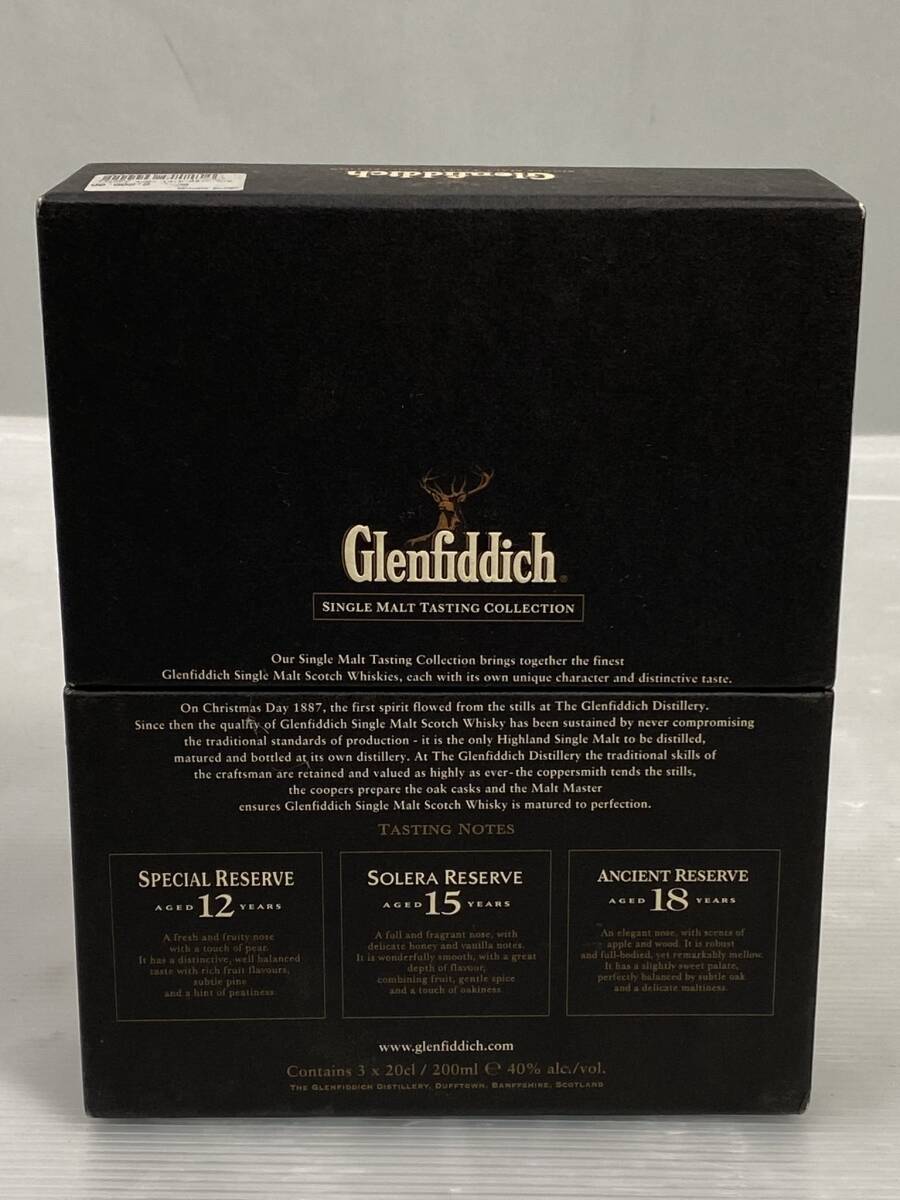 Glenfiddich
Glenfiddich®
SINGLE MALT TASTING COLLECTION
Our Single Malt Tasting Collection brings together the finest
Glenfiddich Single Malt Scotch Whiskies, each with its own unique character and distinctive taste.
On Christmas Day 1887, the first spirit flowed from the stills at The Glenfiddich Distillery.
Since then the quality of Glenfiddich Single Malt Scotch Whisky has been sustained by never compromising
the traditional standards of production - it is the only Highland Single Malt to be distilled,
matured and bottled at its own distillery. At The Glenfiddich Distillery the traditional skills of
the craftsman are retained and valued as highly as ever-the coppersmith tends the stills,
the coopers prepare the oak casks and the Malt Master
ensures Glenfiddich Single Malt Scotch Whisky is matured to perfection.
TASTING NOTES
SPECIAL RESERVE
AGED 12 YEARS
A fresh and fruity nose
with a touch of pear.
It has a distinctive, well balanced
taste with rich fruit flavours,
subtle pine
and a hint of peatiness.
SOLERA RESERVE
AGED 15 YEARS
A full and fragrant nose, with
delicate honey and vanilla notes.
It is wonderfully smooth, with a great
depth of flavour,
combining fruit, gentle spice
and a touch of oakiness.
ANCIENT RESERVE
AGED 18 YEARS
An elegant nose, with scents of
apple and wood. It is robust
and full-bodied, yet remarkably mellow.
It has a slightly sweet palate,
perfectly balanced by subtle oak
and a delicate maltiness.
www.glenfiddich.com
Contains 3 x 20cl / 200ml ℮ 40% alc./vol.
THE GLENFIDDICH DISTILLERY, DUFFTOWN, BANFFSHIRE, SCOTLAND